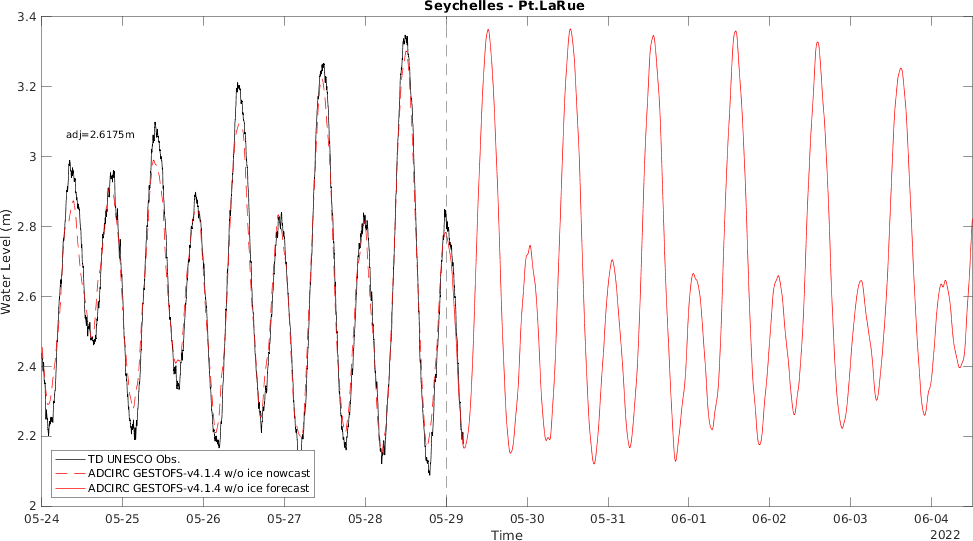 Seychelles - Pt.LaRue
3.4
3.2
3
2.8
2.6
2.4
2.2
2
Water Level (m)
adj=2.6175m
TD UNESCO Obs.
ADCIRC GESTOFS-v4.1.4 w/o ice nowcast
ADCIRC GESTOFS-v4.1.4 w/o ice forecast
05-24 05-25 05-26 05-27 05-28 05-29 05-30 05-31 06-01 06-02 06-03 06-04
Time
2022